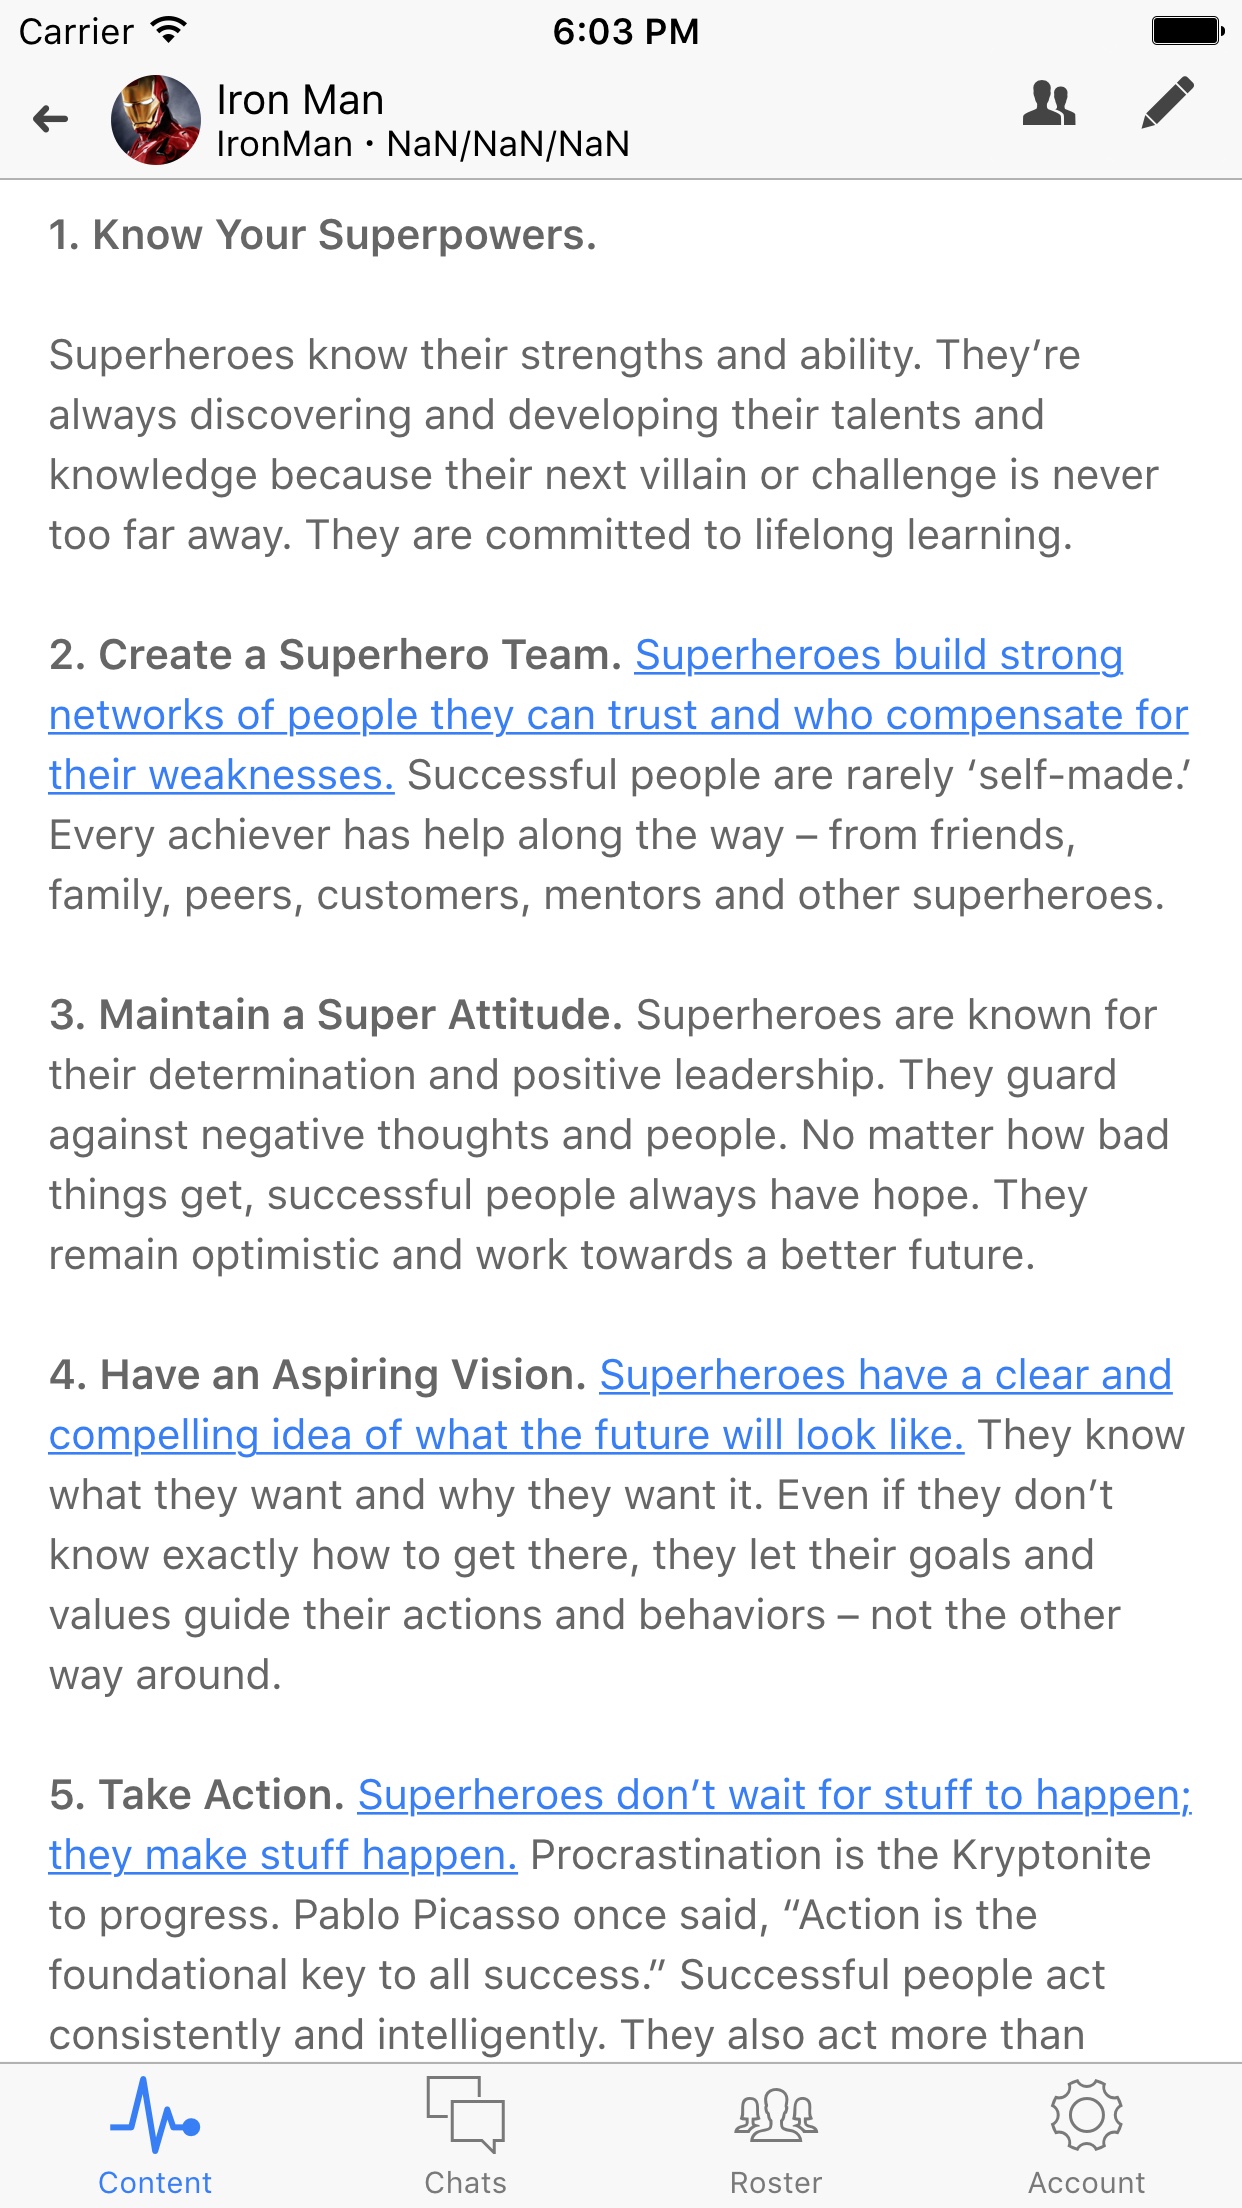 Carrier
6:03 PM
Iron Man
IronMan · NaN/NaN/NaN
1. Know Your Superpowers.
Superheroes know their strengths and ability. They’re
always discovering and developing their talents and
knowledge because their next villain or challenge is never
too far away. They are committed to lifelong learning.
2. Create a Superhero Team. Superheroes build strong
networks of people they can trust and who compensate for
their weaknesses. Successful people are rarely ‘self-made.’
Every achiever has help along the way – from friends,
family, peers, customers, mentors and other superheroes.
3. Maintain a Super Attitude. Superheroes are known for
their determination and positive leadership. They guard
against negative thoughts and people. No matter how bad
things get, successful people always have hope. They
remain optimistic and work towards a better future.
4. Have an Aspiring Vision. Superheroes have a clear and
compelling idea of what the future will look like. They know
what they want and why they want it. Even if they don’t
know exactly how to get there, they let their goals and
values guide their actions and behaviors – not the other
way around.
5. Take Action. Superheroes don’t wait for stuff to happen;
they make stuff happen. Procrastination is the Kryptonite
to progress. Pablo Picasso once said, “Action is the
foundational key to all success.” Successful people act
consistently and intelligently. They also act more than
Content
Chats
Roster
Account